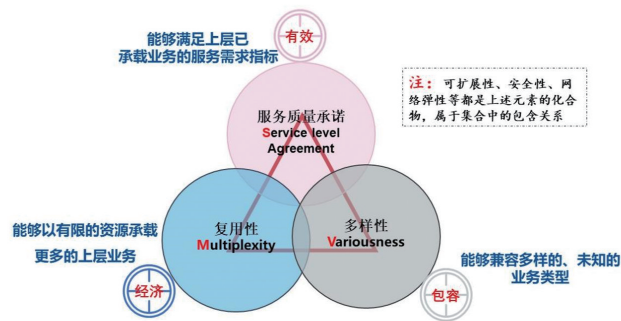 有效
能够满足上层已
承载业务的服务需求指标
注：可扩展性、安全性、网
络弹性等都是上述元素的化合
物，属于集合中的包含关系
服务质量承诺
Service level
Agreement
复用性
Multiplexity
多样性
Variousness
能够以有限的资源承载
更多的上层业务
经济
能够兼容多样的、未知的
业务类型
包容